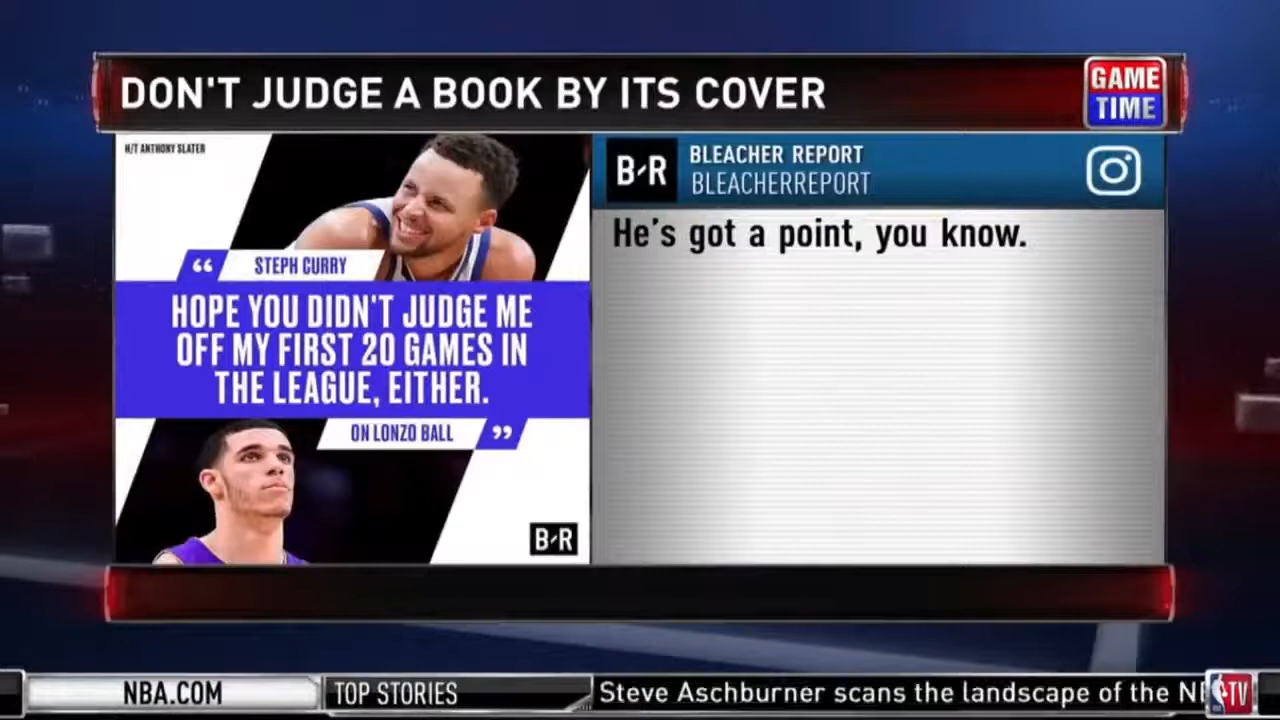 DON'T JUDGE A BOOK BY ITS COVER
GAME
TIME
H/T ANTHONY SLATER
“ STEPH CURRY
HOPE YOU DIDN'T JUDGE ME
OFF MY FIRST 20 GAMES IN
THE LEAGUE, EITHER.
ON LONZO BALL ”
B-R
B-R
BLEACHER REPORT
BLEACHERREPORT
He's got a point, you know.
NBA.COM
TOP STORIES
Steve Aschburner scans the landscape of the
TV